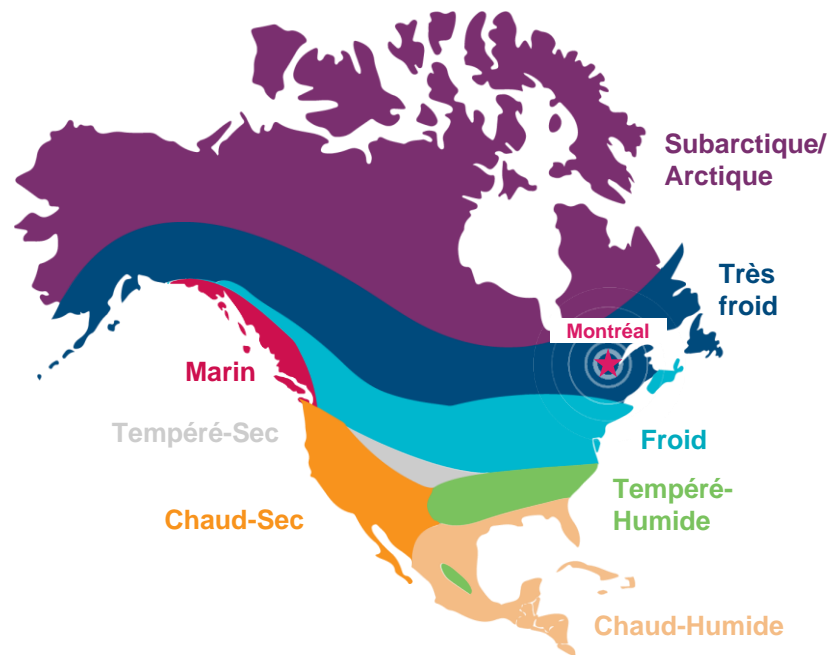 Subarctique/
Arctique
Très
froid
Montréal
Marin
Tempéré-Sec
Froid
Tempéré-
Humide
Chaud-Sec
Chaud-Humide